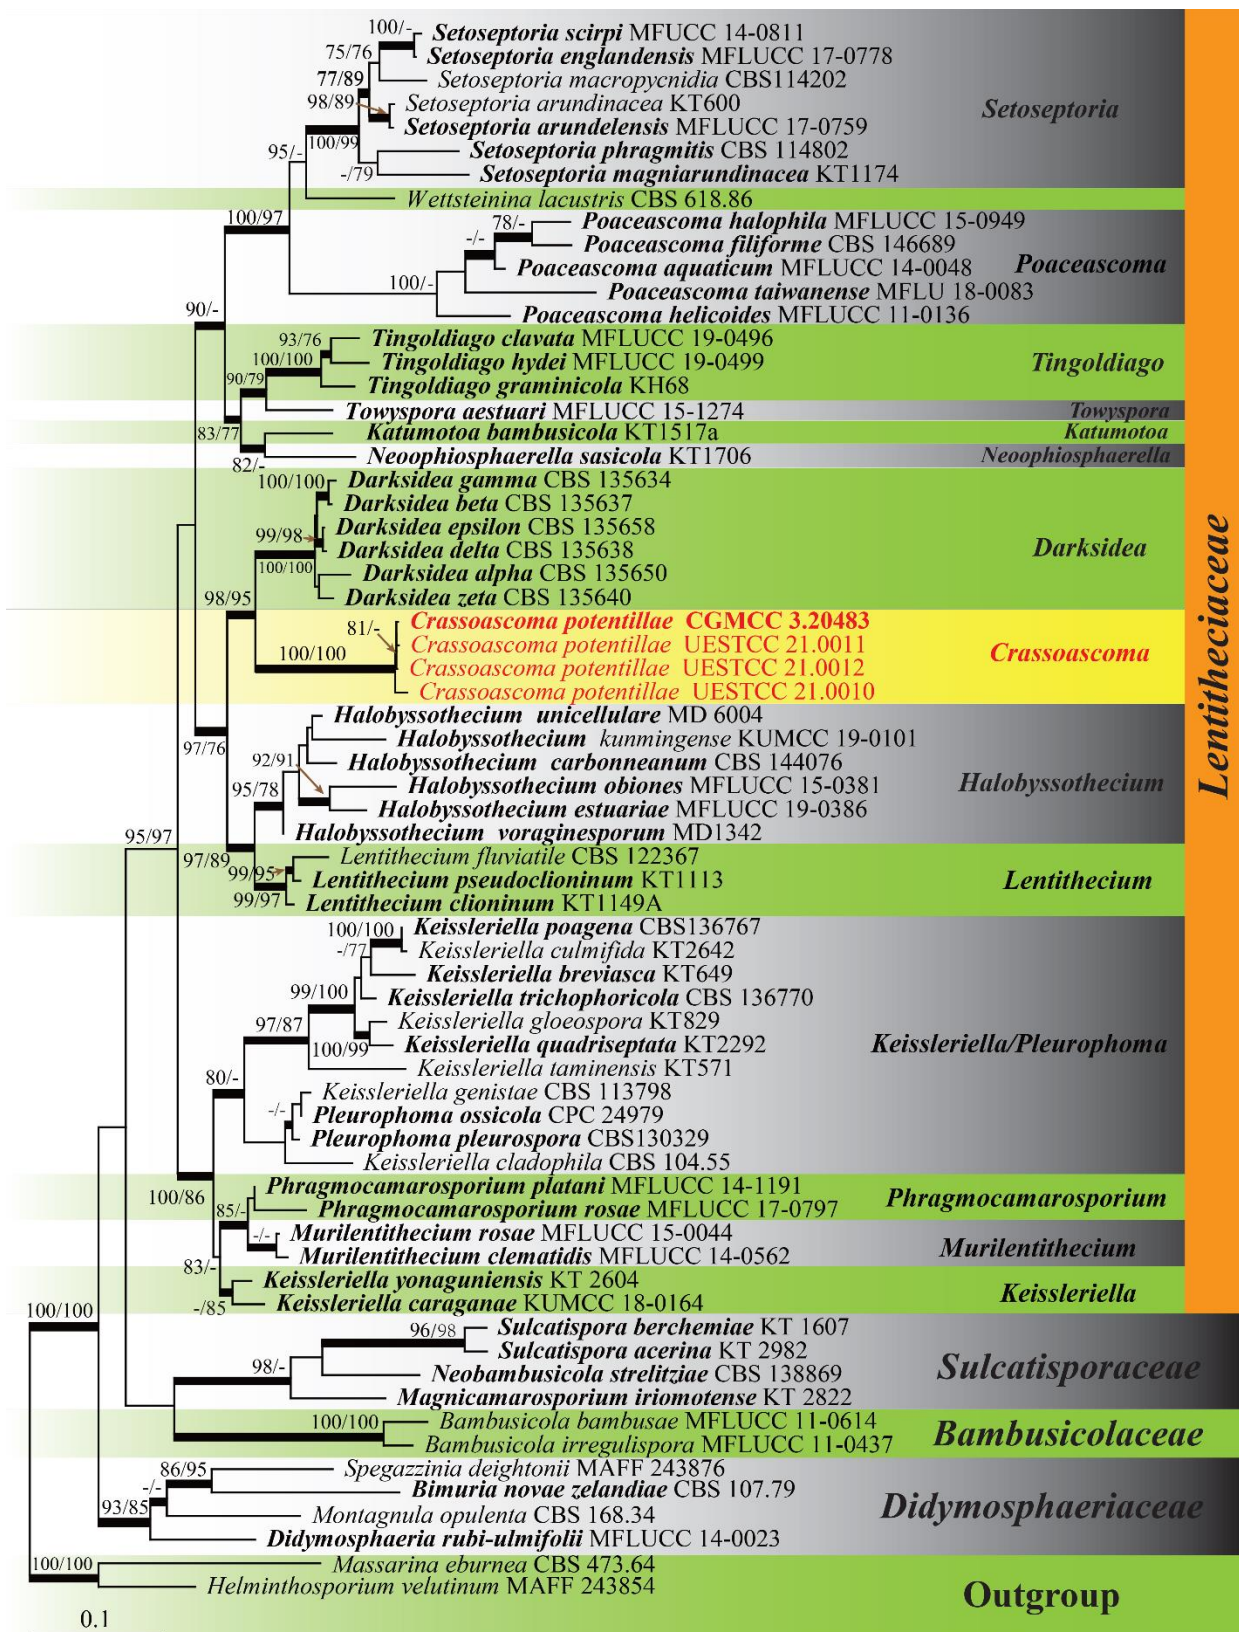 100/-
Setoseptoria scirpi MFUCC 14-0811
75/76
Setoseptoria englandensis MFLUCC 17-0778
77/89
Setoseptoria macropycnidia CBS114202
98/89
Setoseptoria arundinacea KT600
Setoseptoria
Setoseptoria arundelensis MFLUCC 17-0759
100/99
95/-
Setoseptoria phragmitis CBS 114802
-/79
Setoseptoria magniarundinacea KT1174
Wettsteinina lacustris CBS 618.86
100/97
78/-
Poaceascoma halophila MFLUCC 15-0949
-/-
Poaceascoma filiforme CBS 146689
Poaceascoma aquaticum MFLUCC 14-0048
Poaceascoma
100/-
Poaceascoma taiwanense MFLU 18-0083
90/-
Poaceascoma helicoides MFLUCC 11-0136
93/76
Tingoldiago clavata MFLUCC 19-0496
100/100
Tingoldiago hydei MFLUCC 19-0499
Tingoldiago
90/79
Tingoldiago graminicola KH68
Towyspora aestuari MFLUCC 15-1274
Towyspora
83/77
Katumotoa bambusicola KT1517a
Katumotoa
82/-
Neoophiosphaerella sasicola KT1706
Neoophiosphaerella
100/100
Darksidea gamma CBS 135634
Darksidea beta CBS 135637
99/98
Darksidea epsilon CBS 135658
Darksidea delta CBS 135638
Darksidea
100/100
Darksidea alpha CBS 135650
98/95
Darksidea zeta CBS 135640
Crassoascoma potentillae CGMCC 3.20483
81/-
Crassoascoma potentillae UESTCC 21.0011
100/100
Crassoascoma potentillae UESTCC 21.0012
Crassoascoma
Crassoascoma potentillae UESTCC 21.0010
Lentitheciaceae
97/76
Halobyssothecium unicellulare MD 6004
Halobyssothecium kunmingense KUMCC 19-0101
92/91
Halobyssothecium carbonneanum CBS 144076
95/78
Halobyssothecium obiones MFLUCC 15-0381
Halobyssothecium
Halobyssothecium estuariae MFLUCC 19-0386
95/97
Halobyssothecium voraginesporum MD1342
97/89
Lentithecium fluviatile CBS 122367
99/95
Lentithecium pseudoclioninum KT1113
Lentithecium
99/97
Lentithecium clioninum KT1149A
100/100
Keissleriella poagena CBS136767
-/77
Keissleriella culmifida KT2642
Keissleriella breviasca KT649
99/100
Keissleriella trichophoricola CBS 136770
97/87
Keissleriella gloeospora KT829
100/99
Keissleriella quadriseptata KT2292
Keissleriella/Pleurophoma
Keissleriella taminensis KT571
80/-
Keissleriella genistae CBS 113798
-/-
Pleurophoma ossicola CPC 24979
Pleurophoma pleurospora CBS130329
Keissleriella cladophila CBS 104.55
100/86
Phragmocamarosporium platani MFLUCC 14-1191
Phragmocamarosporium
85/-
Phragmocamarosporium rosae MFLUCC 17-0797
-/-
Murilentithecium rosae MFLUCC 15-0044
Murilentithecium
83/-
Murilentithecium clematidis MFLUCC 14-0562
Keissleriella yonaguniensis KT 2604
Keissleriella
-/85
Keissleriella caraganae KUMCC 18-0164
100/100
96/98
Sulcatispora berchemiae KT 1607
Sulcatispora acerina KT 2982
Sulcatisporaceae
98/-
Neobambusicola strelitziae CBS 138869
Magnicamarosporium iriomotense KT 2822
100/100
Bambusicola bambusae MFLUCC 11-0614
Bambusicolaceae
Bambusicola irregulispora MFLUCC 11-0437
86/95
Spegazzinia deightonii MAFF 243876
-/-
Bimuria novae zelandiae CBS 107.79
93/85
Montagnula opulenta CBS 168.34
Didymosphaeriaceae
Didymosphaeria rubi-ulmifolii MFLUCC 14-0023
100/100
Massarina eburnea CBS 473.64
Helminthosporium velutinum MAFF 243854
Outgroup
0.1